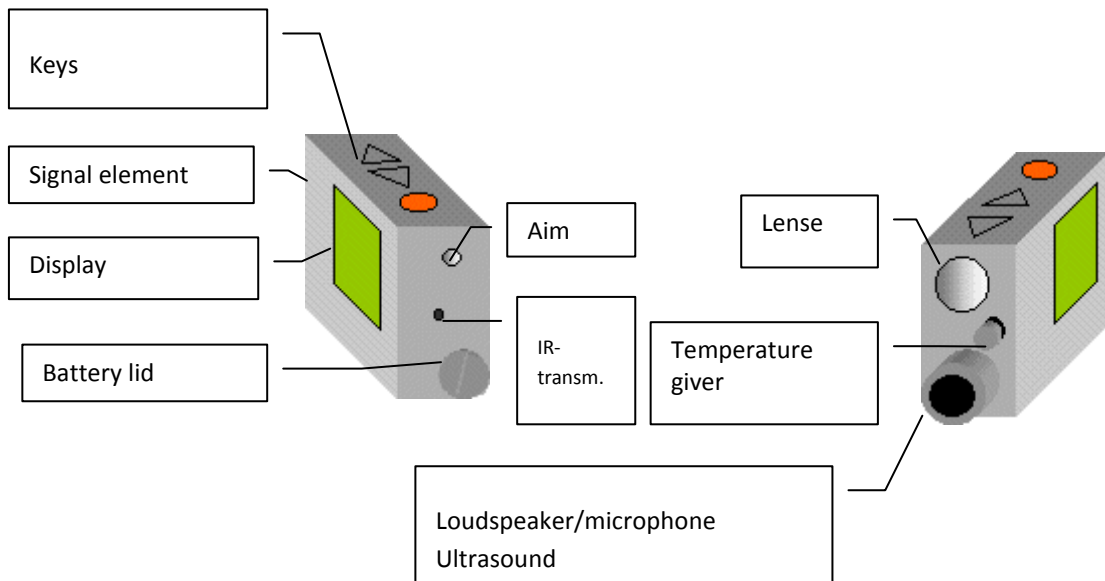 Keys
Signal element
Display
Battery lid
Aim
IR-
transm.
Lense
Temperature
giver
Loudspeaker/microphone
Ultrasound